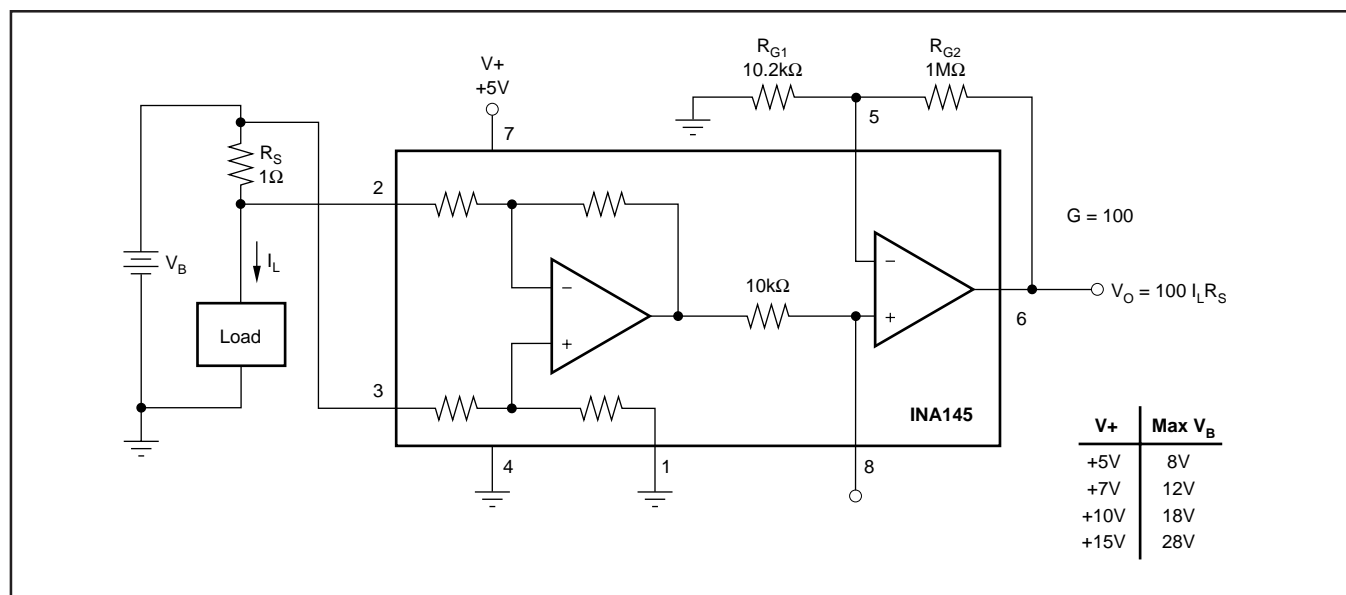 V+
+5V
7
R_G1
10.2kΩ
R_G2
1MΩ
5
R_S
1Ω
2
V_B
I_L
Load
3
4
1
10kΩ
8
6
−
+
−
+
INA145
G = 100
V_O = 100 I_L R_S
V+ Max V_B
+5V 8V
+7V 12V
+10V 18V
+15V 28V